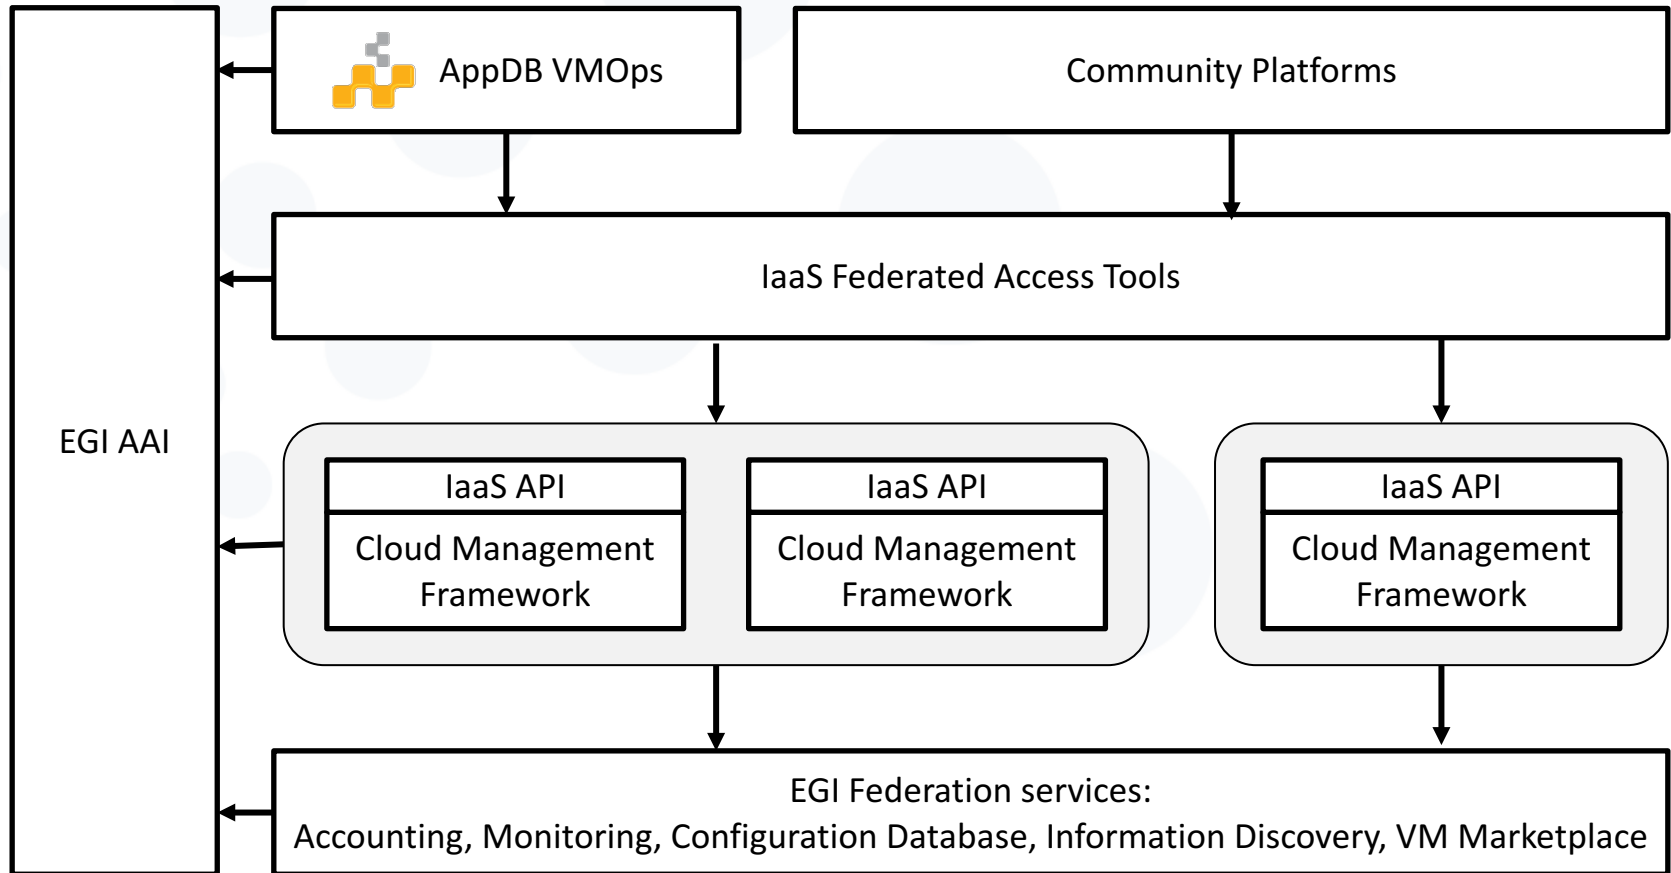 AppDB VMOps
Community Platforms
IaaS Federated Access Tools
EGI AAI
IaaS API
Cloud Management
Framework
IaaS API
Cloud Management
Framework
IaaS API
Cloud Management
Framework
EGI Federation services:
Accounting, Monitoring, Configuration Database, Information Discovery, VM Marketplace